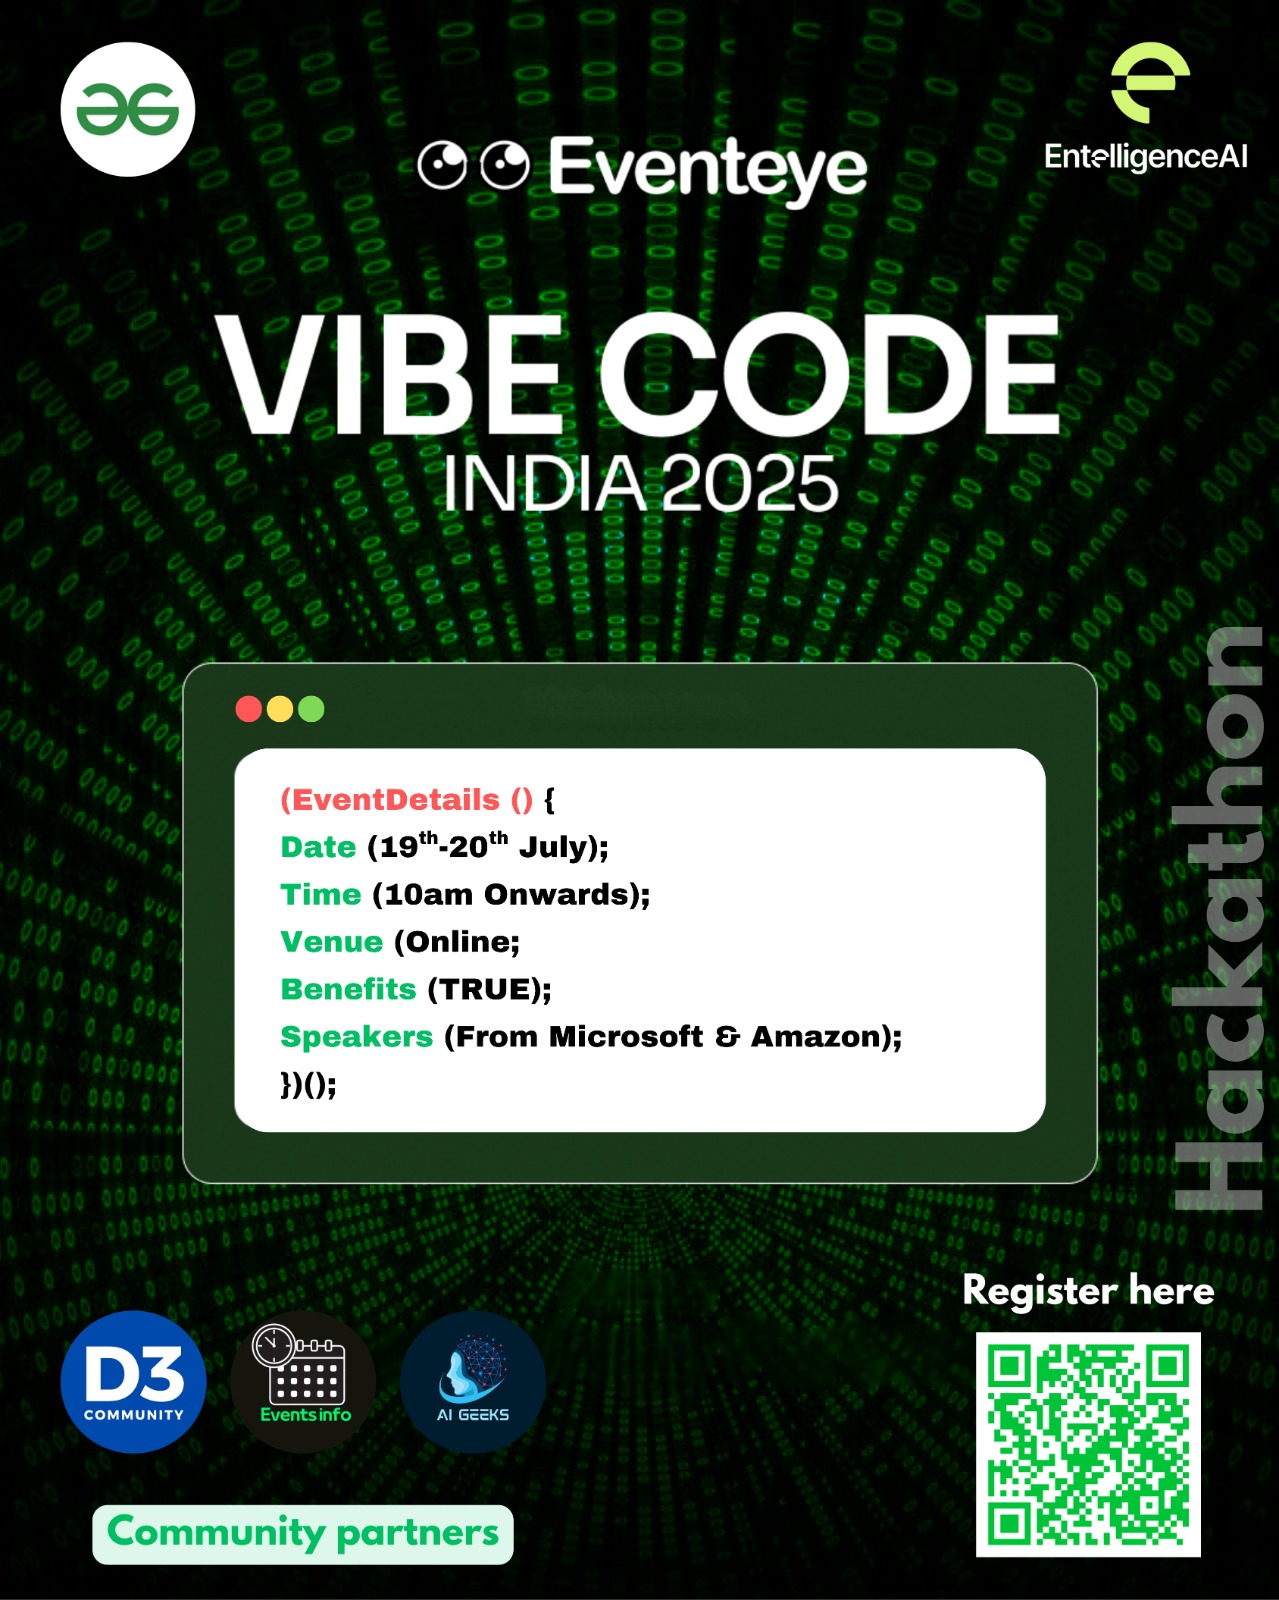 Eventeye
EntelligenceAI
VIBE CODE
INDIA 2025
(EventDetails () {
Date (19th-20th July);
Time (10am Onwards);
Venue (Online;
Benefits (TRUE);
Speakers (From Microsoft & Amazon);
})();
Hackathon
Register here
D3
COMMUNITY
Events info
AI GEEKS
Community partners